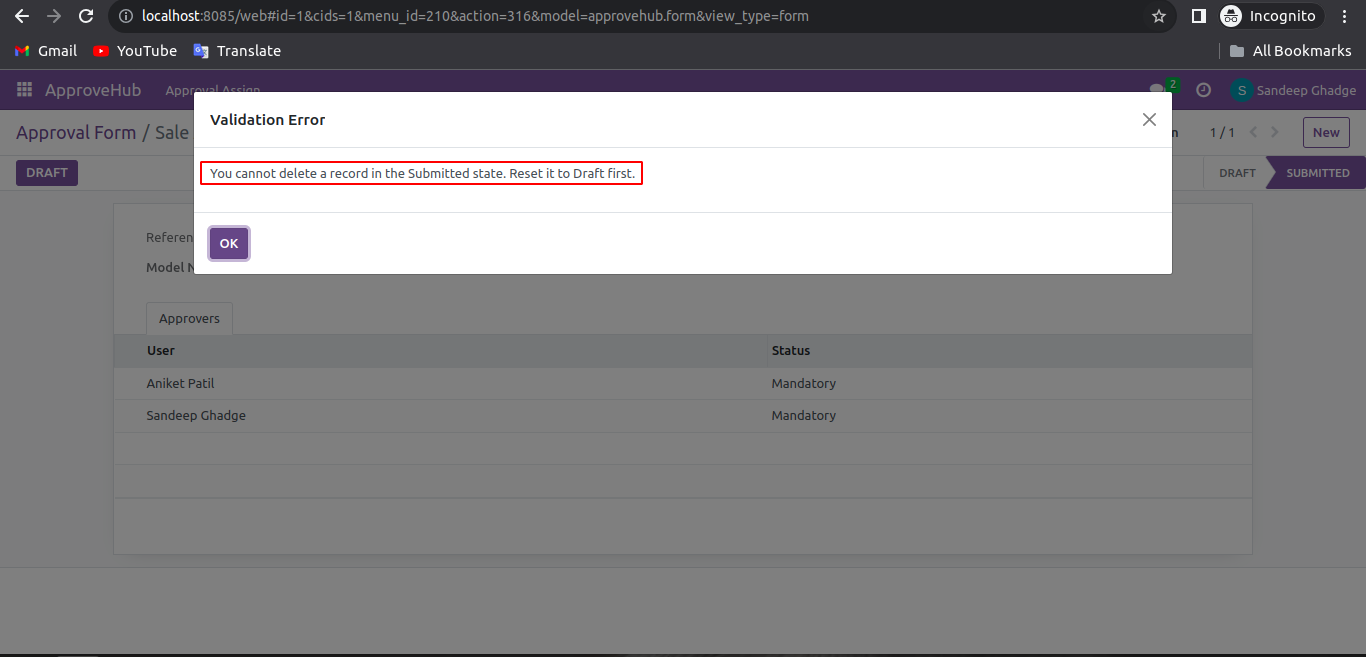 localhost:8085/web#id=1&cids=1&menu_id=210&action=316&model=approvehub.form&view_type=form
Incognito
Gmail YouTube Translate
All Bookmarks
ApproveHub Approval Assign
2
S Sandeep Ghadge
Validation Error
Approval Form / Sale
1 / 1
New
DRAFT
You cannot delete a record in the Submitted state. Reset it to Draft first.
DRAFT SUBMITTED
OK
Approvers
User Status
Aniket Patil Mandatory
Sandeep Ghadge Mandatory